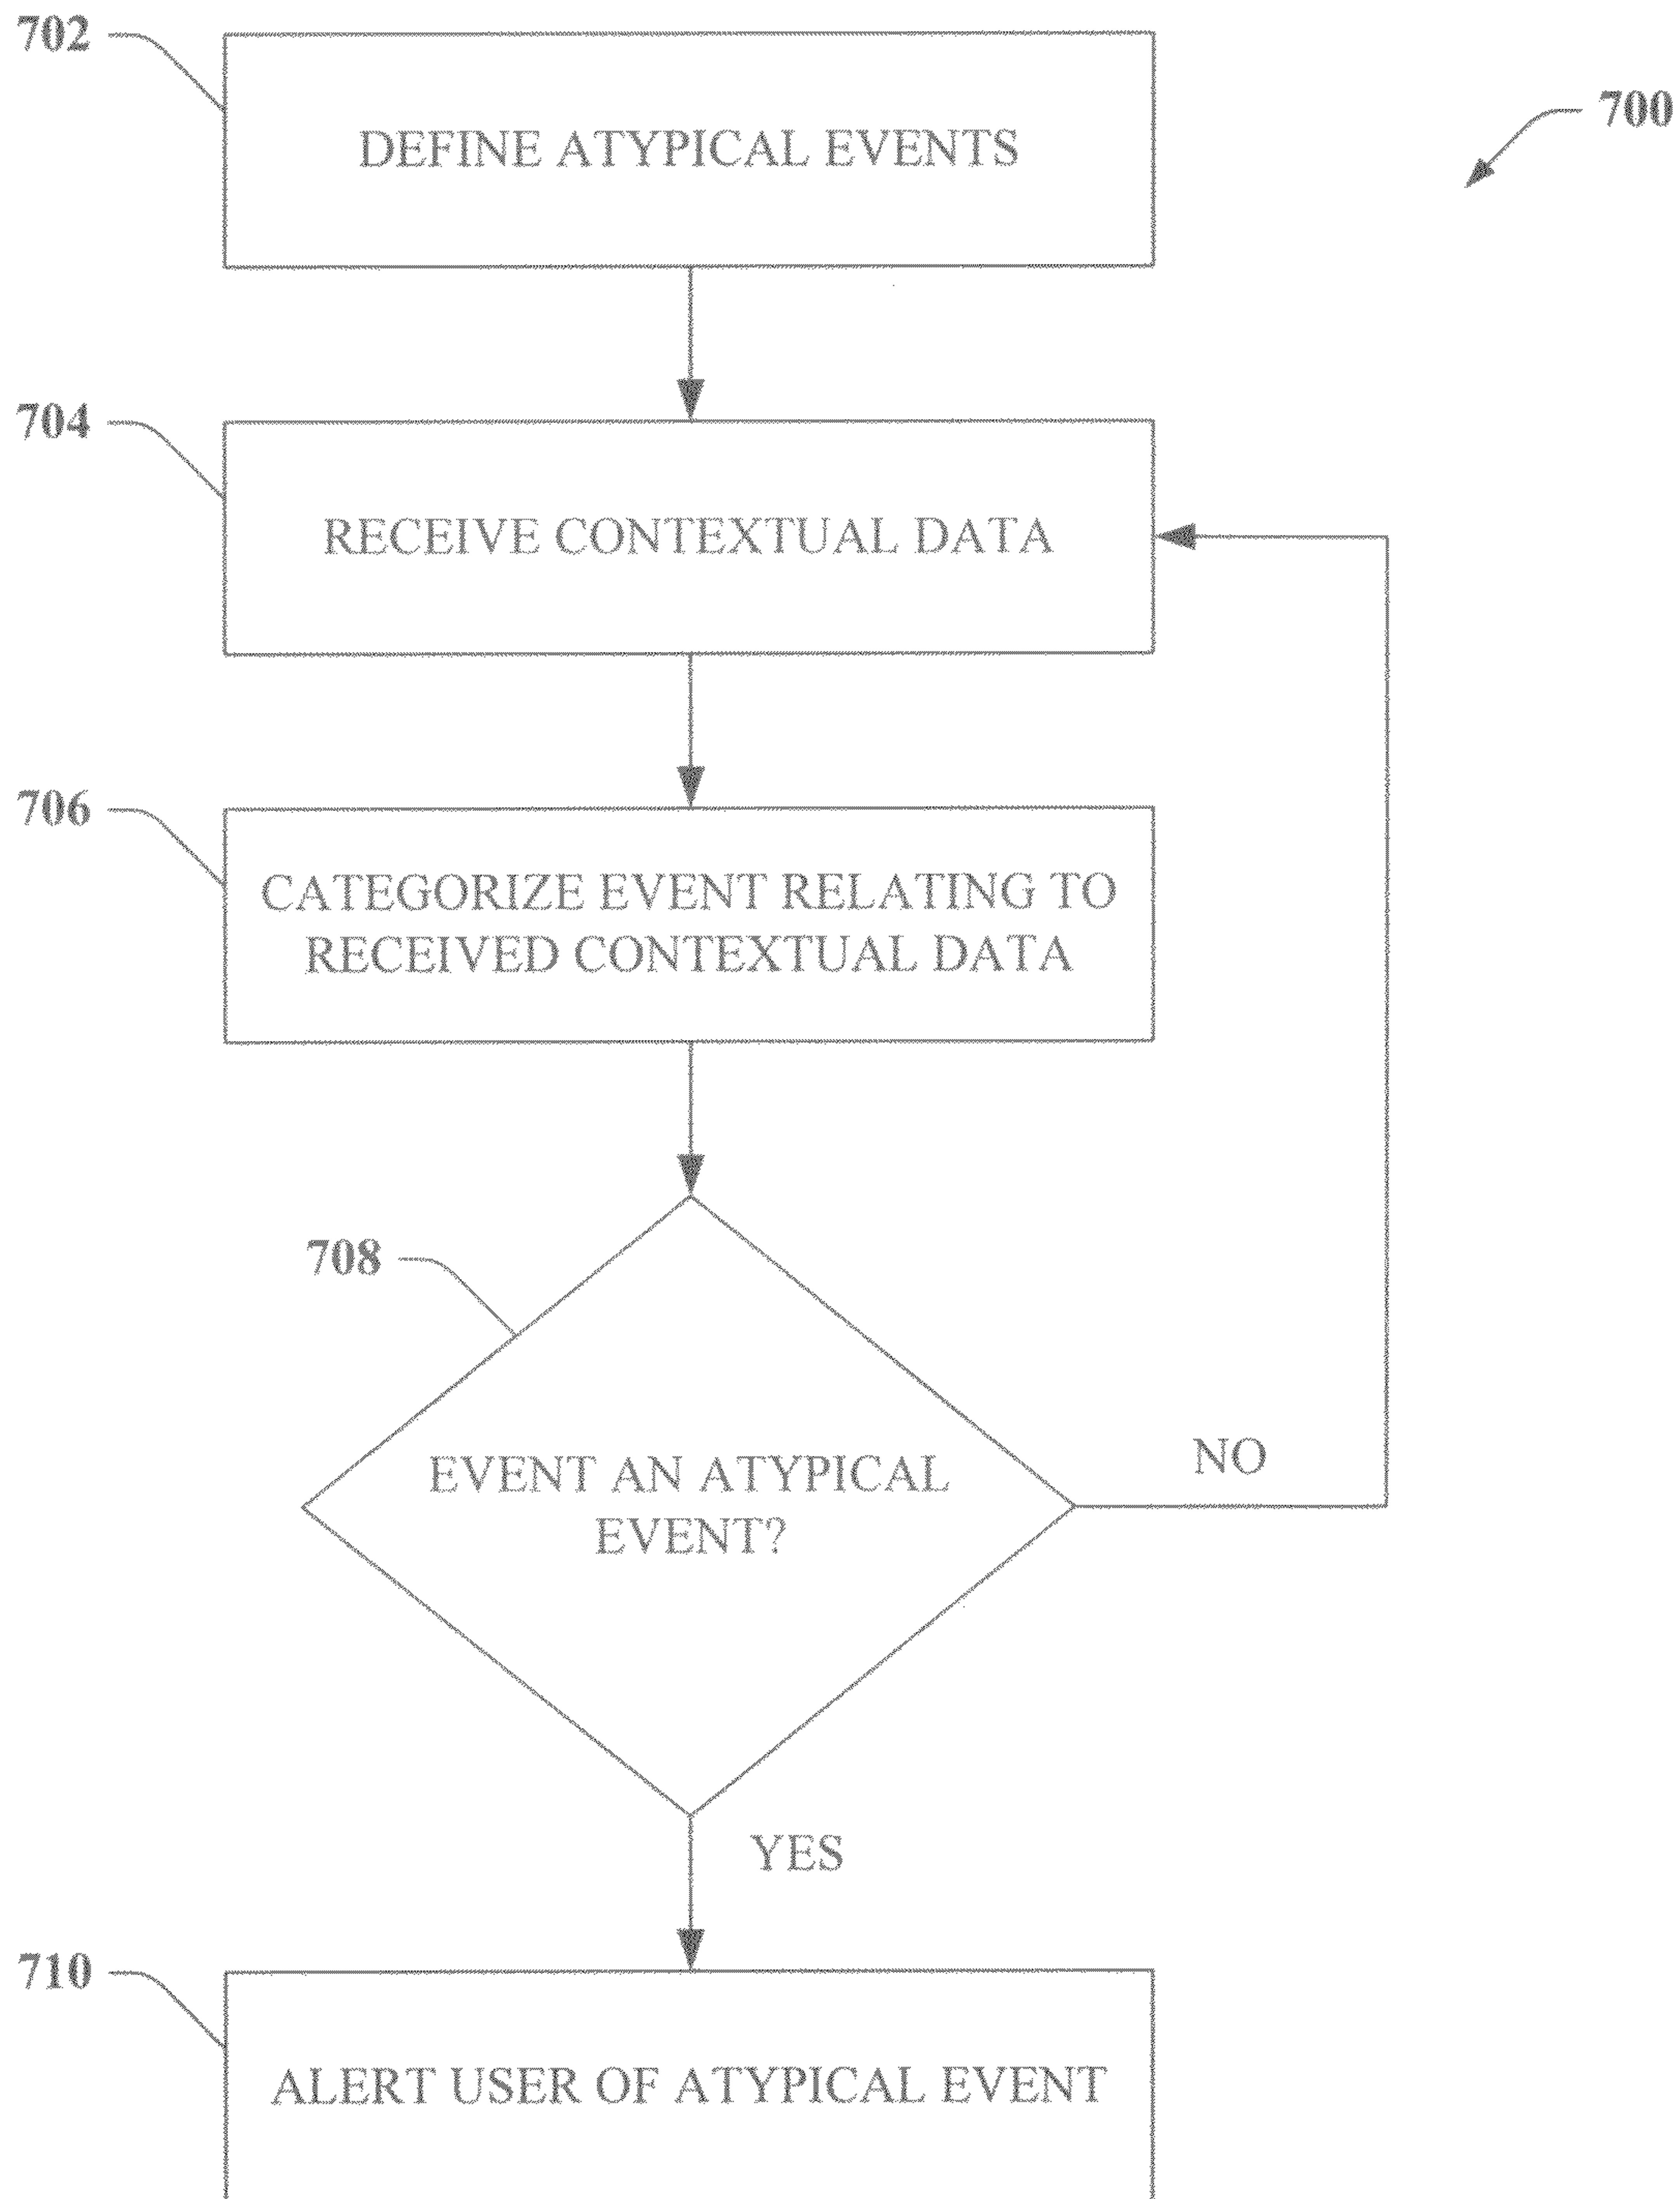 702
DEFINE ATYPICAL EVENTS
700
704
RECEIVE CONTEXTUAL DATA
706
CATEGORIZE EVENT RELATING TO
RECEIVED CONTEXTUAL DATA
708
EVENT AN ATYPICAL
EVENT?
NO
YES
710
ALERT USER OF ATYPICAL EVENT